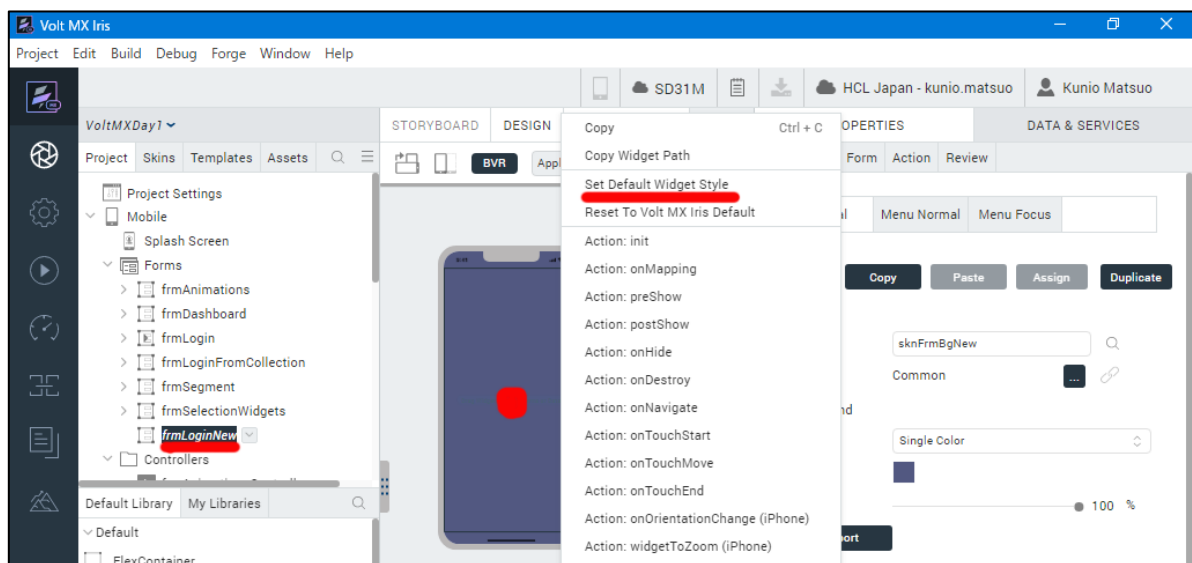 Volt MX Iris
Project Edit Build Debug Forge Window Help
SD31M HCL Japan - kunio.matsuo Kunio Matsuo
VoltMXDay1
STORYBOARD DESIGN OPERTIES DATA & SERVICES
Project Skins Templates Assets
BVR Appl Form Action Review
Project Settings
Mobile
Splash Screen
Forms
frmAnimations
frmDashboard
frmLogin
frmLoginFromCollection
frmSegment
frmSelectionWidgets
frmLoginNew
Controllers
Default Library My Libraries
Default
FlexContainer
Copy Ctrl + C
Copy Widget Path
Set Default Widget Style
Reset To Volt MX Iris Default
Action: init
Action: onMapping
Action: preShow
Action: postShow
Action: onHide
Action: onDestroy
Action: onNavigate
Action: onTouchStart
Action: onTouchMove
Action: onTouchEnd
Action: onOrientationChange (iPhone)
Action: widgetToZoom (iPhone)
al Menu Normal Menu Focus
Copy Paste Assign Duplicate
sknFrmBgNew
Common ...
nd
Single Color
100 %
ort